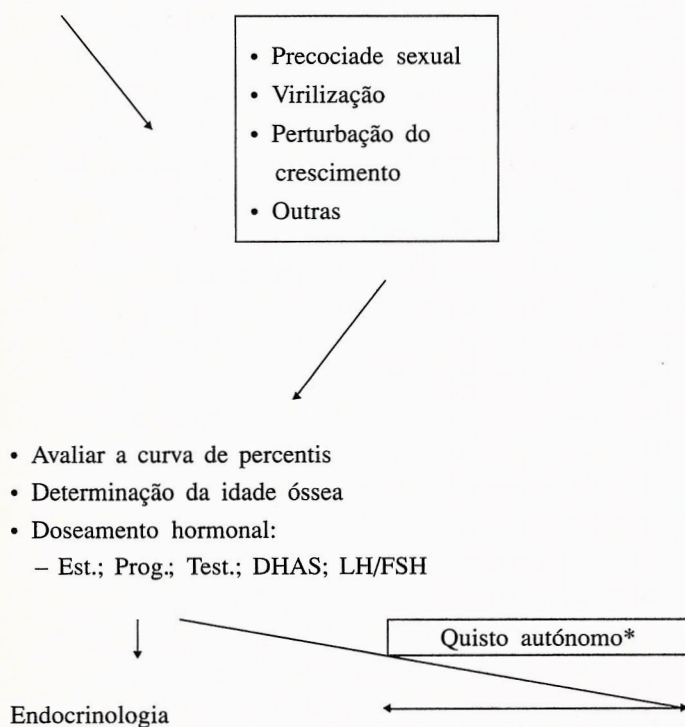 • Precociade sexual
• Virilização
• Perturbação do
crescimento
• Outras
• Avaliar a curva de percentis
• Determinação da idade óssea
• Doseamento hormonal:
– Est.; Prog.; Test.; DHAS; LH/FSH
Quisto autónomo*
Endocrinologia